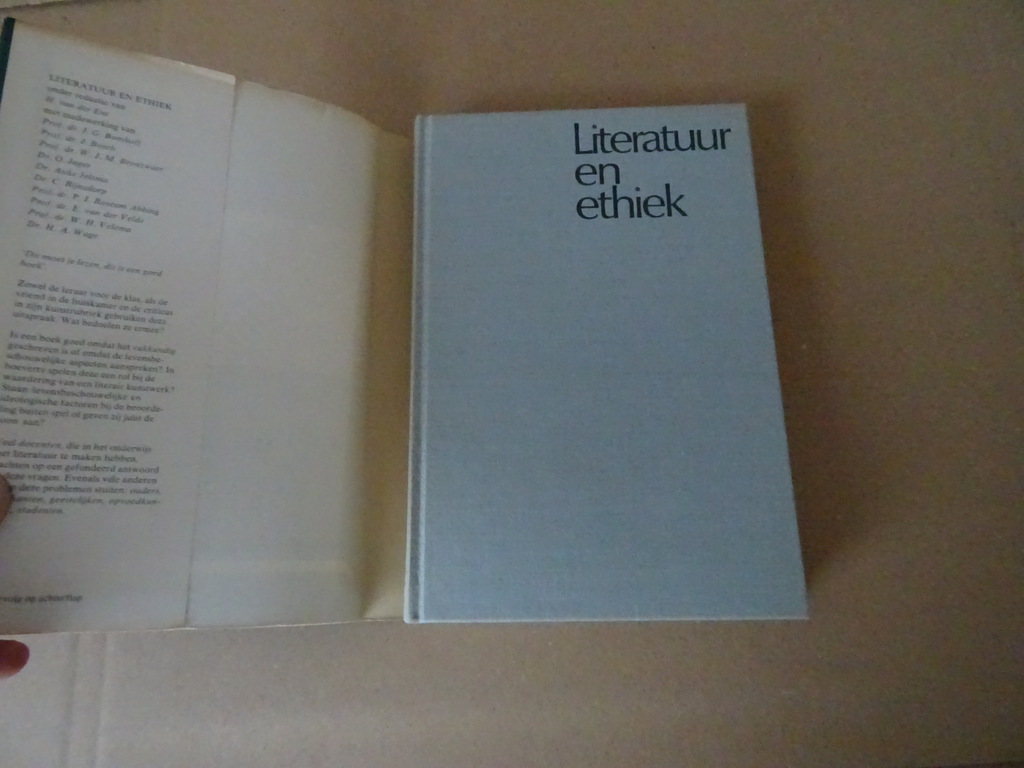 LITERATUUR EN ETHIEK
onder redactie van
H. van der Ent
met medewerking van
Prof. dr. J. G. Bomhoff
Prof. dr. J. Bosch
Prof. dr. W. J. M. Bronzwaer
Dr. O. Jager
Dr. Aukе Jelsma
Dr. C. Rijnsdorp
Prof. dr. P. J. Roscam Abbing
Prof. dr. E. van der Velde
Prof. dr. W. H. Velema
Dr. H. A. Wage
'Die moet je lezen, dit is een goed
boek'.
Zowel de leraar voor de klas, als de
vriend in de huiskamer en de criticus
in zijn kunstrubriek gebruiken deze
uitspraak. Wat bedoelen ze ermee?
Is een boek goed omdat het vakkundig
geschreven is of omdat de levensbe-
schouwelijke aspecten aanspreken? In
hoeverre spelen deze een rol bij de
waardering van een literair kunstwerk?
Staan levensbeschouwelijke en
ideologische factoren bij de beoorde-
ling buiten spel of geven zij juist de
toon aan?
Veel docenten, die in het onderwijs
met literatuur te maken hebben,
wachten op een gefundeerd antwoord
deze vragen. Evenals vele anderen
deze problemen stuiten: ouders,
geestelijken, opvoedkun-
studenten.
vervolg op achterflap
Literatuur
en
ethiek